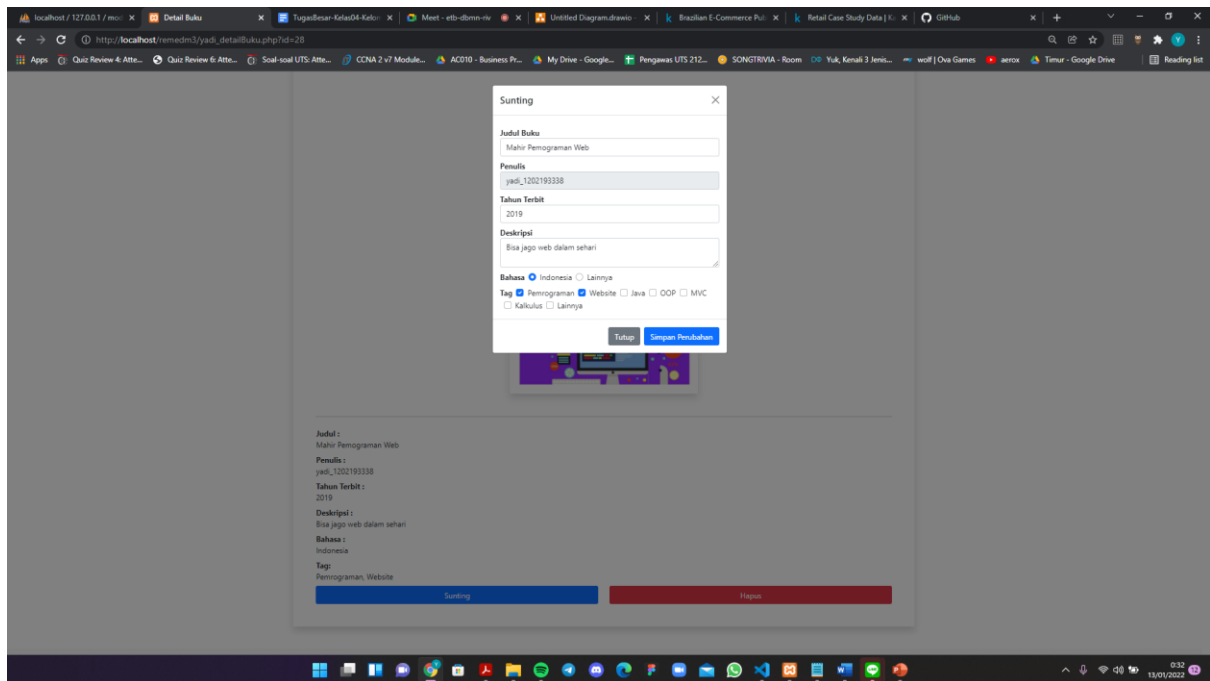 localhost / 127.0.0.1 / mod
Detail Buku
TugasBesar-Kelas04-Kelom
Meet - etb-dbmn-riv
Untitled Diagram.drawio -
Brazilian E-Commerce Pub
Retail Case Study Data | Ka
GitHub
http://localhost/remedm3/yadi_detailBuku.php?id=28
Apps
Quiz Review 4: Atte...
Quiz Review 6: Atte...
Soal-soal UTS: Atte...
CCNA 2 v7 Module...
AC010 - Business Pr...
My Drive - Google...
Pengawas UTS 212...
SONGTRIVIA - Room
Yuk, Kenali 3 Jenis...
wolf | Ova Games
aerox
Timur - Google Drive
Reading list
Sunting
Judul Buku
Mahir Pemograman Web
Penulis
yadi_1202193338
Tahun Terbit
2019
Deskripsi
Bisa jago web dalam sehari
Bahasa Indonesia Lainnya
Tag Pemrograman Website Java OOP MVC
Kalkulus Lainnya
Tutup Simpan Perubahan
Judul :
Mahir Pemograman Web
Penulis :
yadi_1202193338
Tahun Terbit :
2019
Deskripsi :
Bisa jago web dalam sehari
Bahasa :
Indonesia
Tag:
Pemrograman, Website
Sunting Hapus
0:32
13/01/2022
12